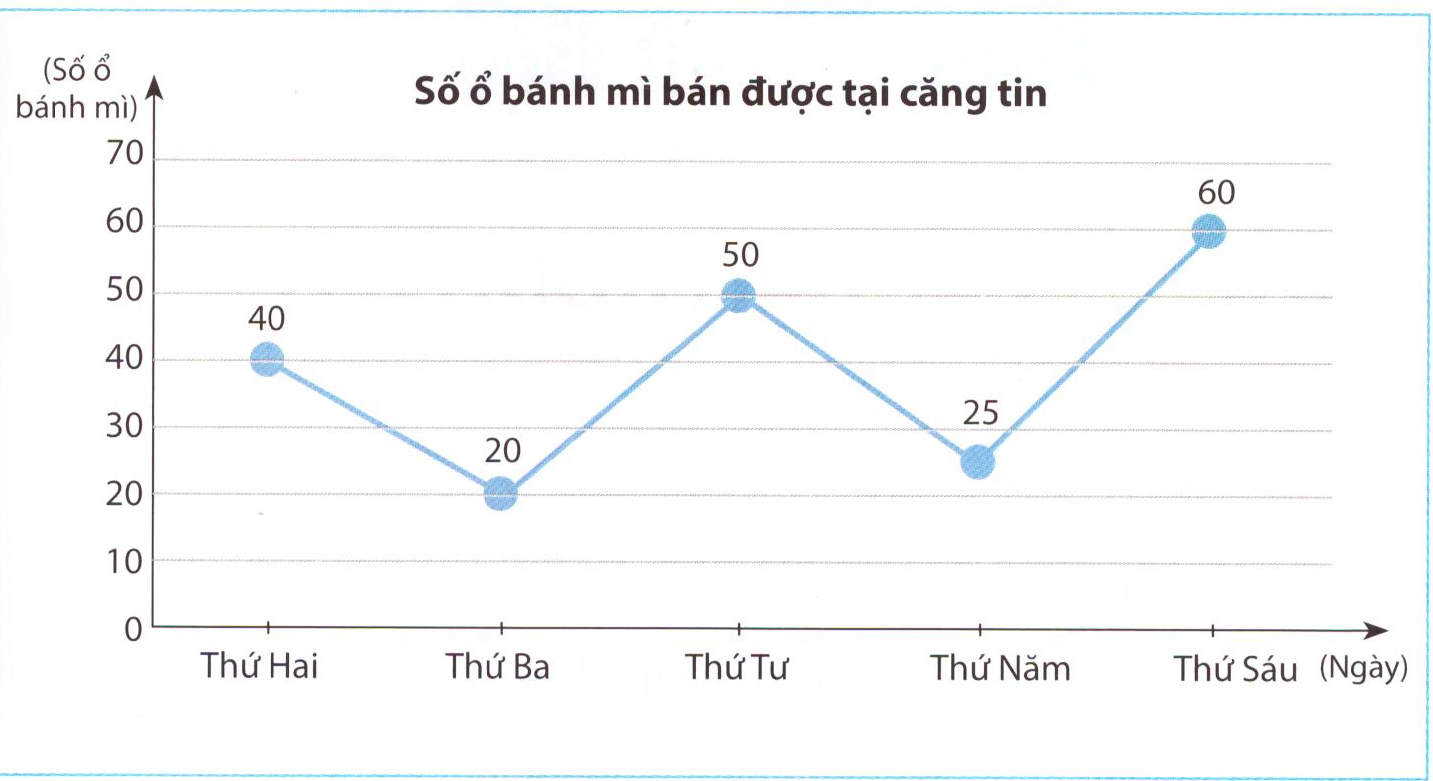 (Số ổ
bánh mì)
Số ổ bánh mì bán được tại căng tin
70
60
50
40
30
20
10
0
40
20
50
25
60
Thứ Hai
Thứ Ba
Thứ Tư
Thứ Năm
Thứ Sáu
(Ngày)